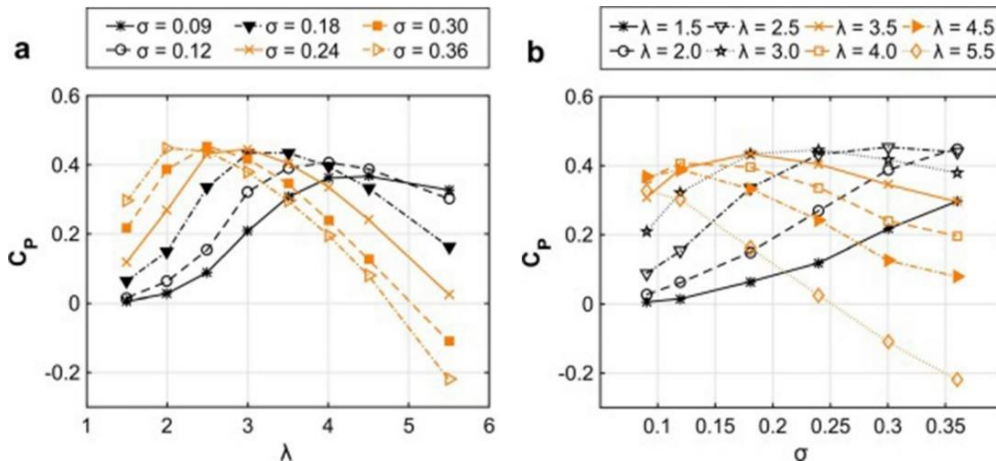 a
σ = 0.09 σ = 0.18 σ = 0.30
σ = 0.12 σ = 0.24 σ = 0.36
0.6
0.4
0.2
0
-0.2
C_P
1 2 3 4 5 6
λ
b
λ = 1.5 λ = 2.5 λ = 3.5 λ = 4.5
λ = 2.0 λ = 3.0 λ = 4.0 λ = 5.5
0.6
0.4
0.2
0
-0.2
C_P
0.1 0.15 0.2 0.25 0.3 0.35
σ